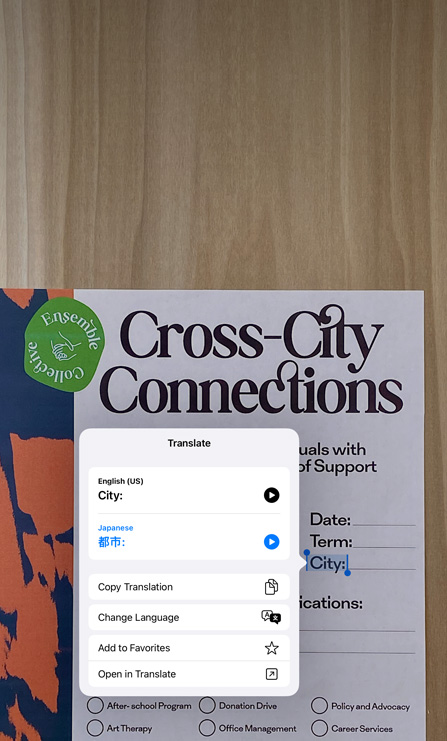 Ensemble
Collective
Cross-City
Connections
uals with
of Support
Translate
English (US)
City:
Japanese
都市:
Copy Translation
Change Language
Add to Favorites
Open in Translate
Date:
Term:
City:
ications:
After- school Program
Donation Drive
Policy and Advocacy
Art Therapy
Office Management
Career Services